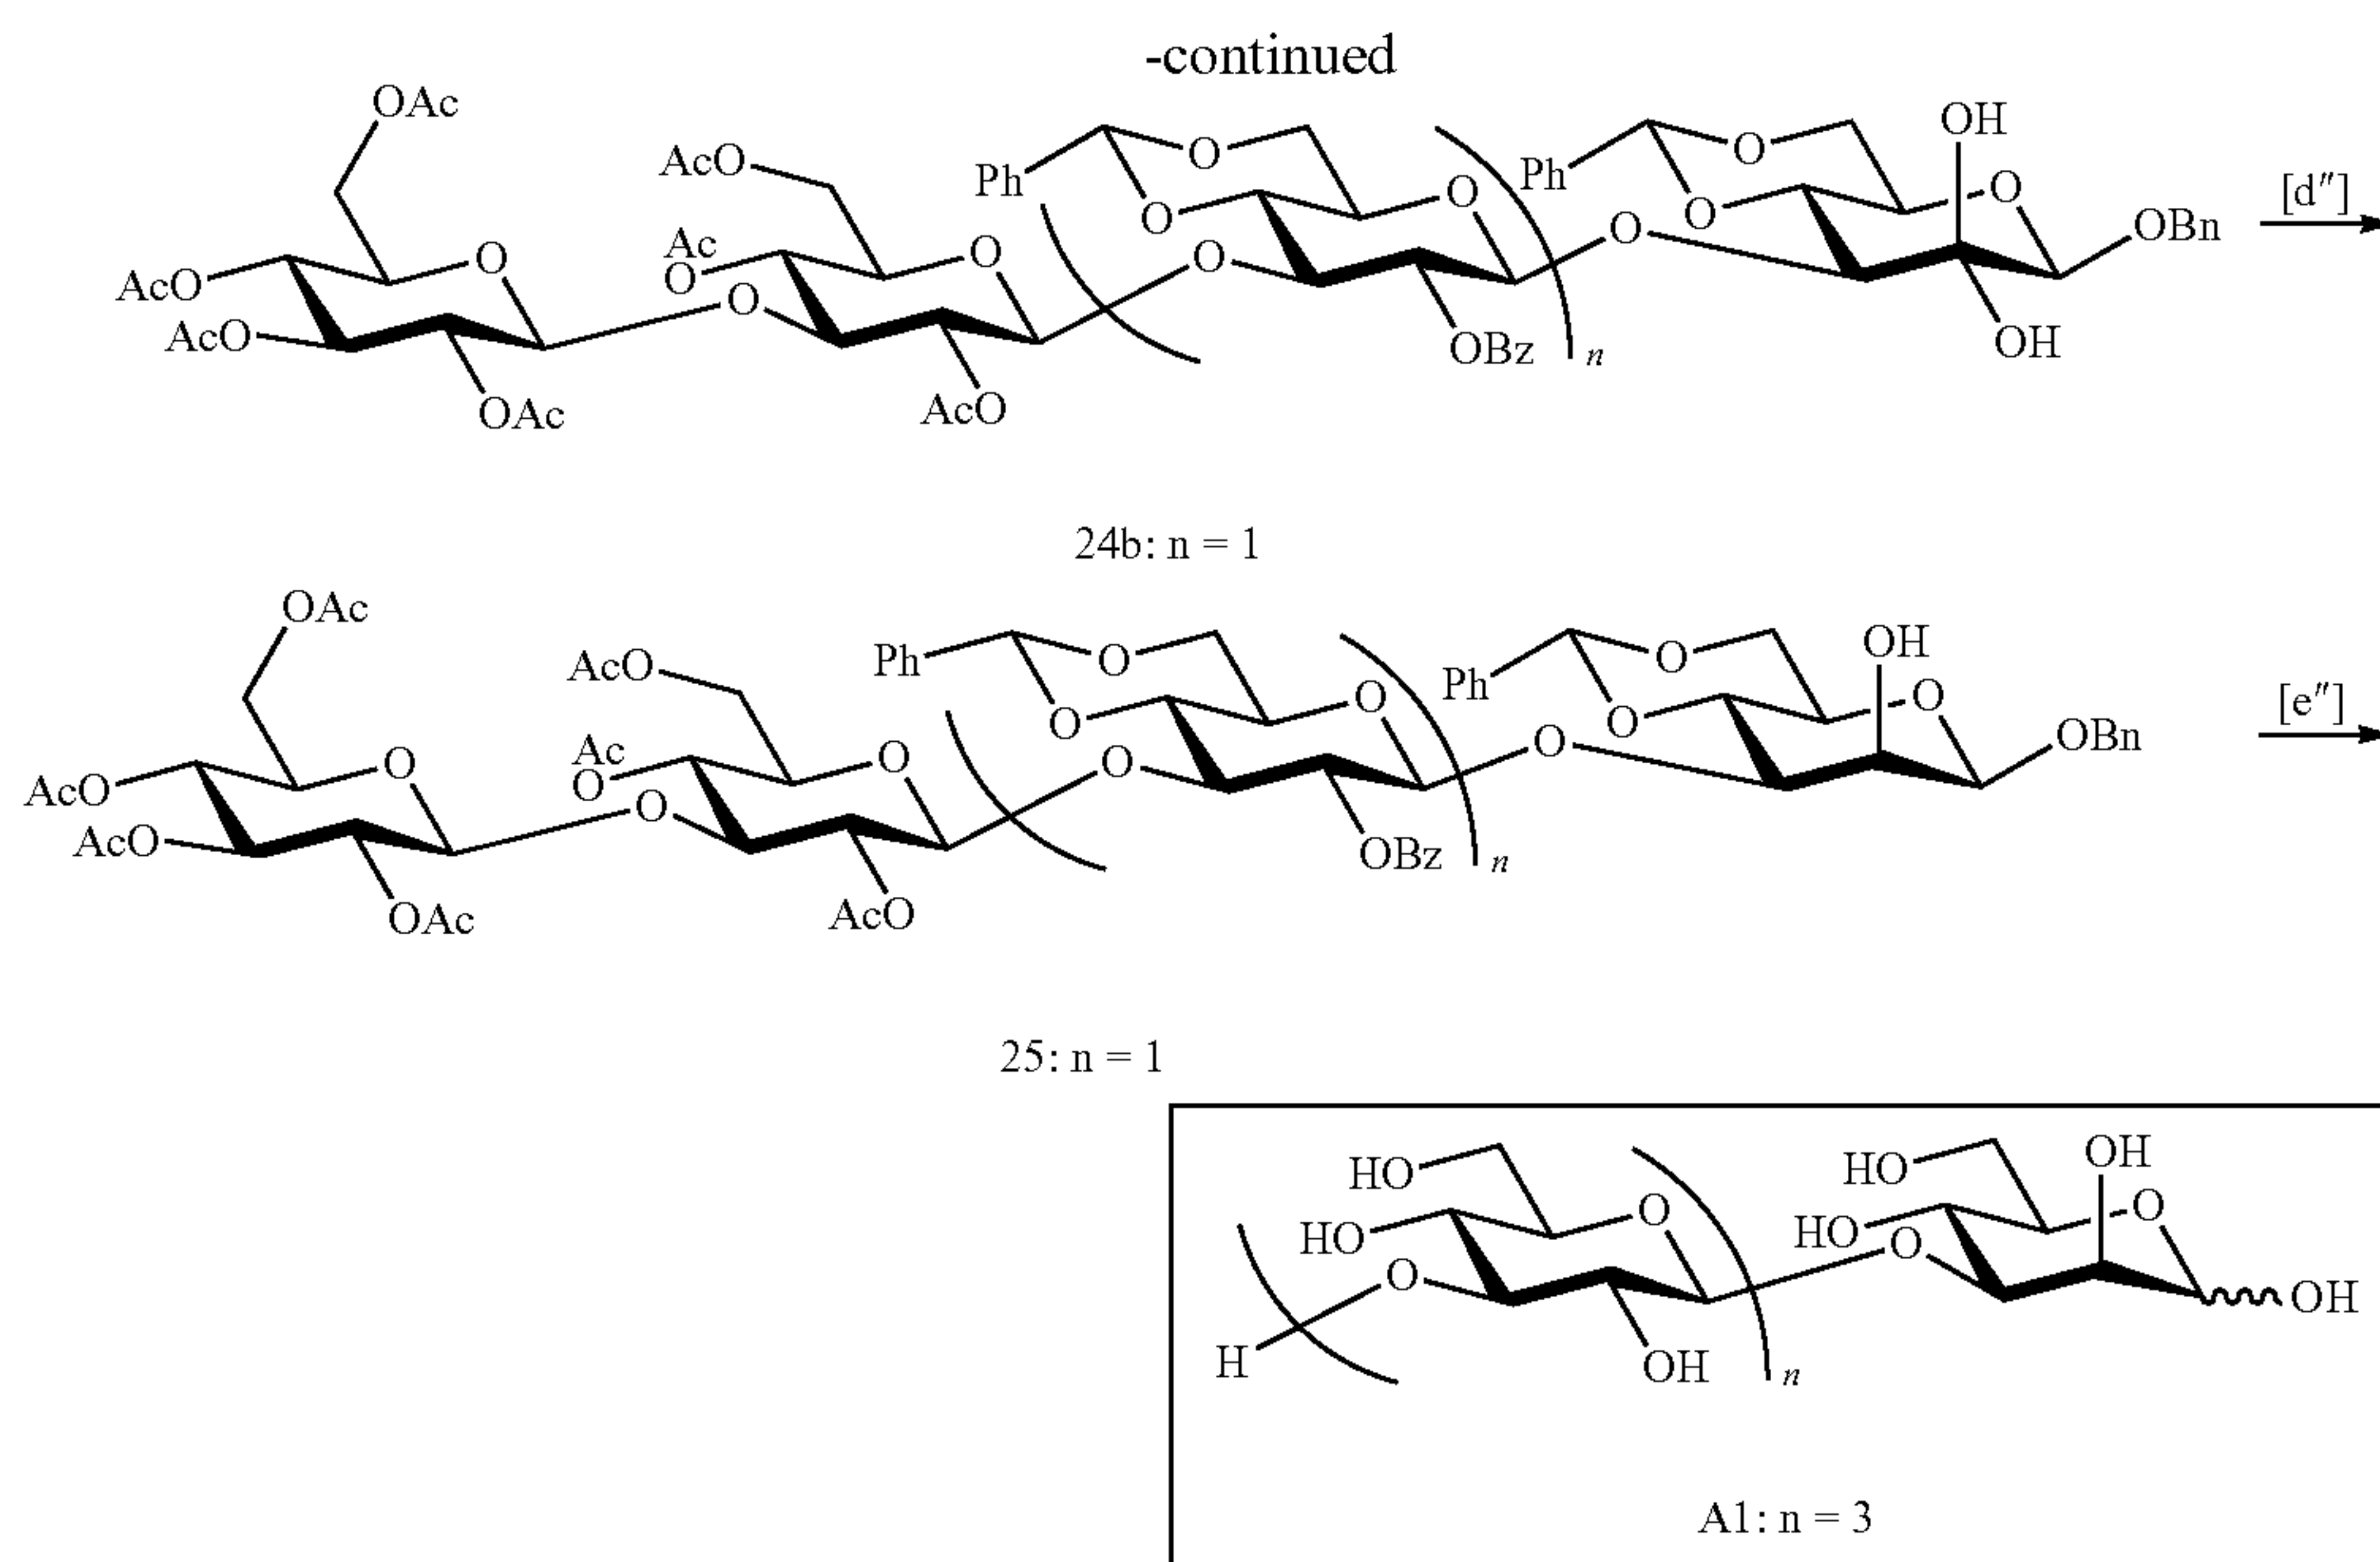 -continued
OAc
AcO
Ph
O
O
Ph
O
O
OH
O
O
OBn
[d″]
Ac
O
AcO
AcO
O
O
O
O
O
OBz
n
OH
OAc
AcO
24b: n = 1
OAc
AcO
Ph
O
O
Ph
O
O
OH
O
O
OBn
[e″]
Ac
O
AcO
AcO
O
O
O
O
O
OBz
n
OAc
AcO
25: n = 1
HO
HO
O
O
H
OH
n
HO
HO
O
OH
O
OH
A1: n = 3